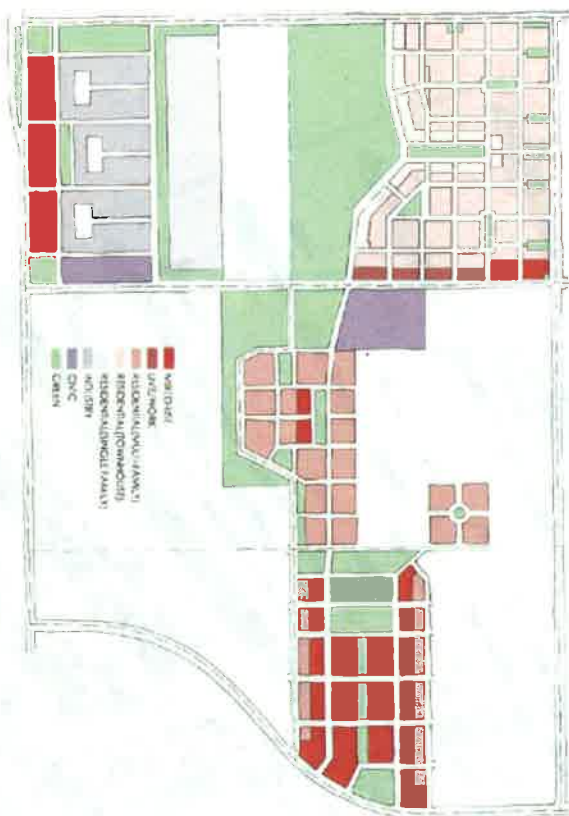 MIXED-USE
LIVE/WORK
RESIDENTIAL(MULTI-FAMILY)
RESIDENTIAL(TOWNHOUSE)
RESIDENTIAL(SINGLE FAMILY)
INDUSTRY
CIVIC
GREEN